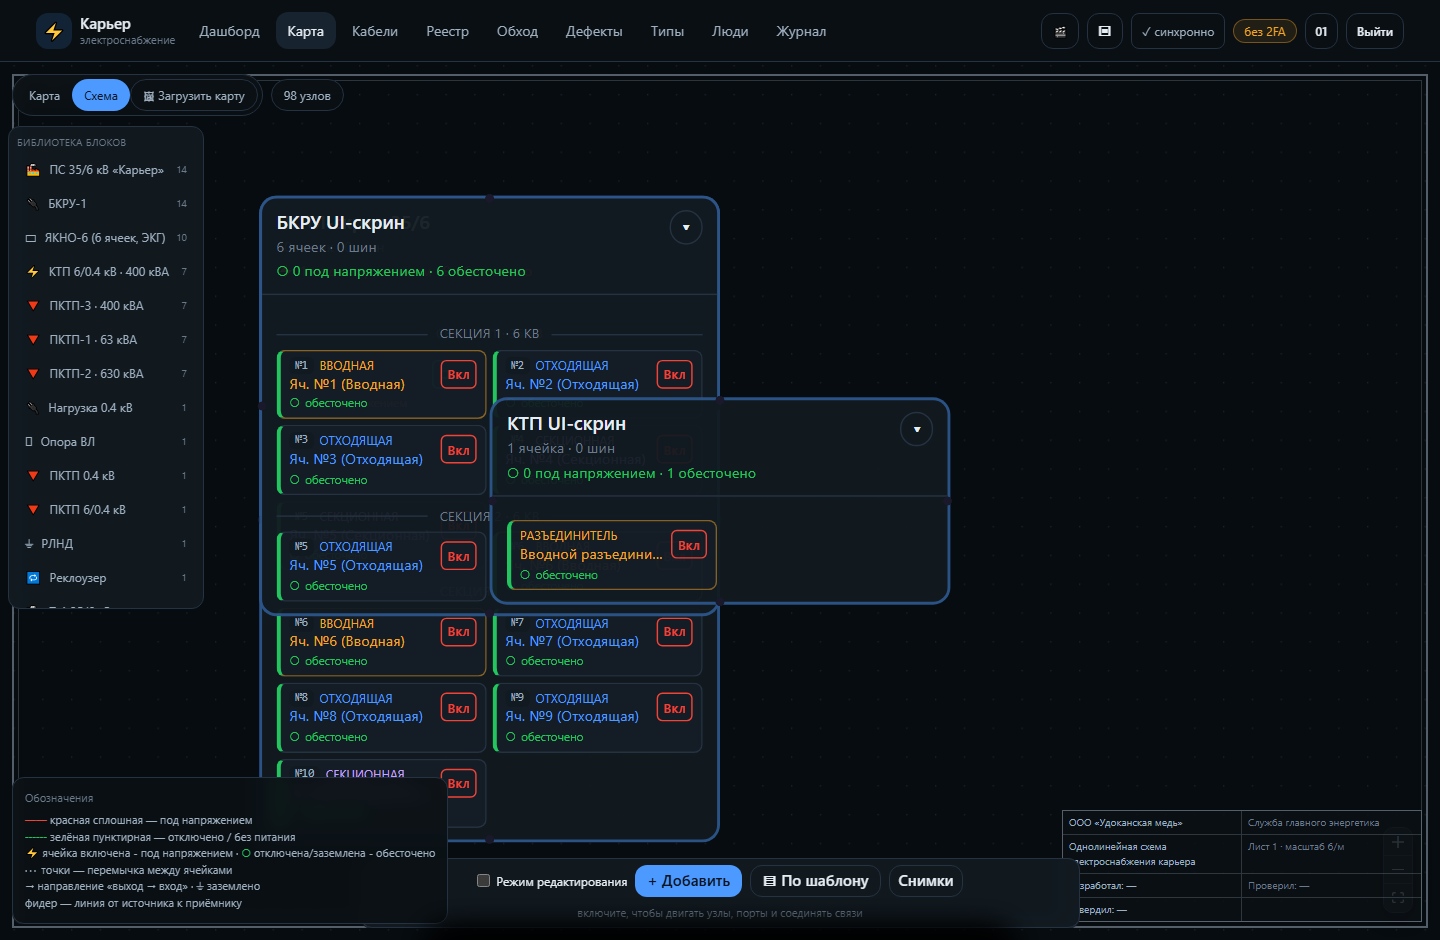 Карьер
электроснабжение
Дашборд
Карта
Кабели
Реестр
Обход
Дефекты
Типы
Люди
Журнал
✓ синхронно
без 2FA
01
Выйти
Карта
Схема
Загрузить карту
98 узлов
БИБЛИОТЕКА БЛОКОВ
ПС 35/6 кВ «Карьер» 14
БКРУ-1 14
ЯКНО-6 (6 ячеек, ЭКГ) 10
КТП 6/0.4 кВ · 400 кВА 7
ПКТП-3 · 400 кВА 7
ПКТП-1 · 63 кВА 7
ПКТП-2 · 630 кВА 7
Нагрузка 0.4 кВ 1
Опора ВЛ 1
ПКТП 0.4 кВ 1
ПКТП 6/0.4 кВ 1
РЛНД 1
Реклоузер 1
БКРУ UI-скрин
6 ячеек · 0 шин
0 под напряжением · 6 обесточено
СЕКЦИЯ 1 · 6 КВ
№1 ВВОДНАЯ
Яч. №1 (Вводная)
обесточено
Вкл
№2 ОТХОДЯЩАЯ
Яч. №2 (Отходящая)
Вкл
№3 ОТХОДЯЩАЯ
Яч. №3 (Отходящая)
обесточено
Вкл
СЕКЦИЯ
№5 ОТХОДЯЩАЯ
Яч. №5 (Отходящая)
обесточено
Вкл
КТП UI-скрин
1 ячейка · 0 шин
0 под напряжением · 1 обесточено
РАЗЪЕДИНИТЕЛЬ
Вводной разъедини...
обесточено
Вкл
№6 ВВОДНАЯ
Яч. №6 (Вводная)
обесточено
Вкл
№7 ОТХОДЯЩАЯ
Яч. №7 (Отходящая)
обесточено
Вкл
№8 ОТХОДЯЩАЯ
Яч. №8 (Отходящая)
обесточено
Вкл
№9 ОТХОДЯЩАЯ
Яч. №9 (Отходящая)
обесточено
Вкл
№10 СЕКЦИОННАЯ
Вкл
Обозначения
красная сплошная — под напряжением
зелёная пунктирная — отключено / без питания
ячейка включена - под напряжением · отключена/заземлена - обесточено
точки — перемычка между ячейками
→ направление «выход → вход» · заземлено
фидер — линия от источника к приёмнику
Режим редактирования
+ Добавить
По шаблону
Снимки
включите, чтобы двигать узлы, порты и соединять связи
ООО «Удоканская медь»
Служба главного энергетика
Однолинейная схема
электроснабжения карьера
Лист 1 · масштаб б/м
зработал: —
Проверил: —
вердил: —